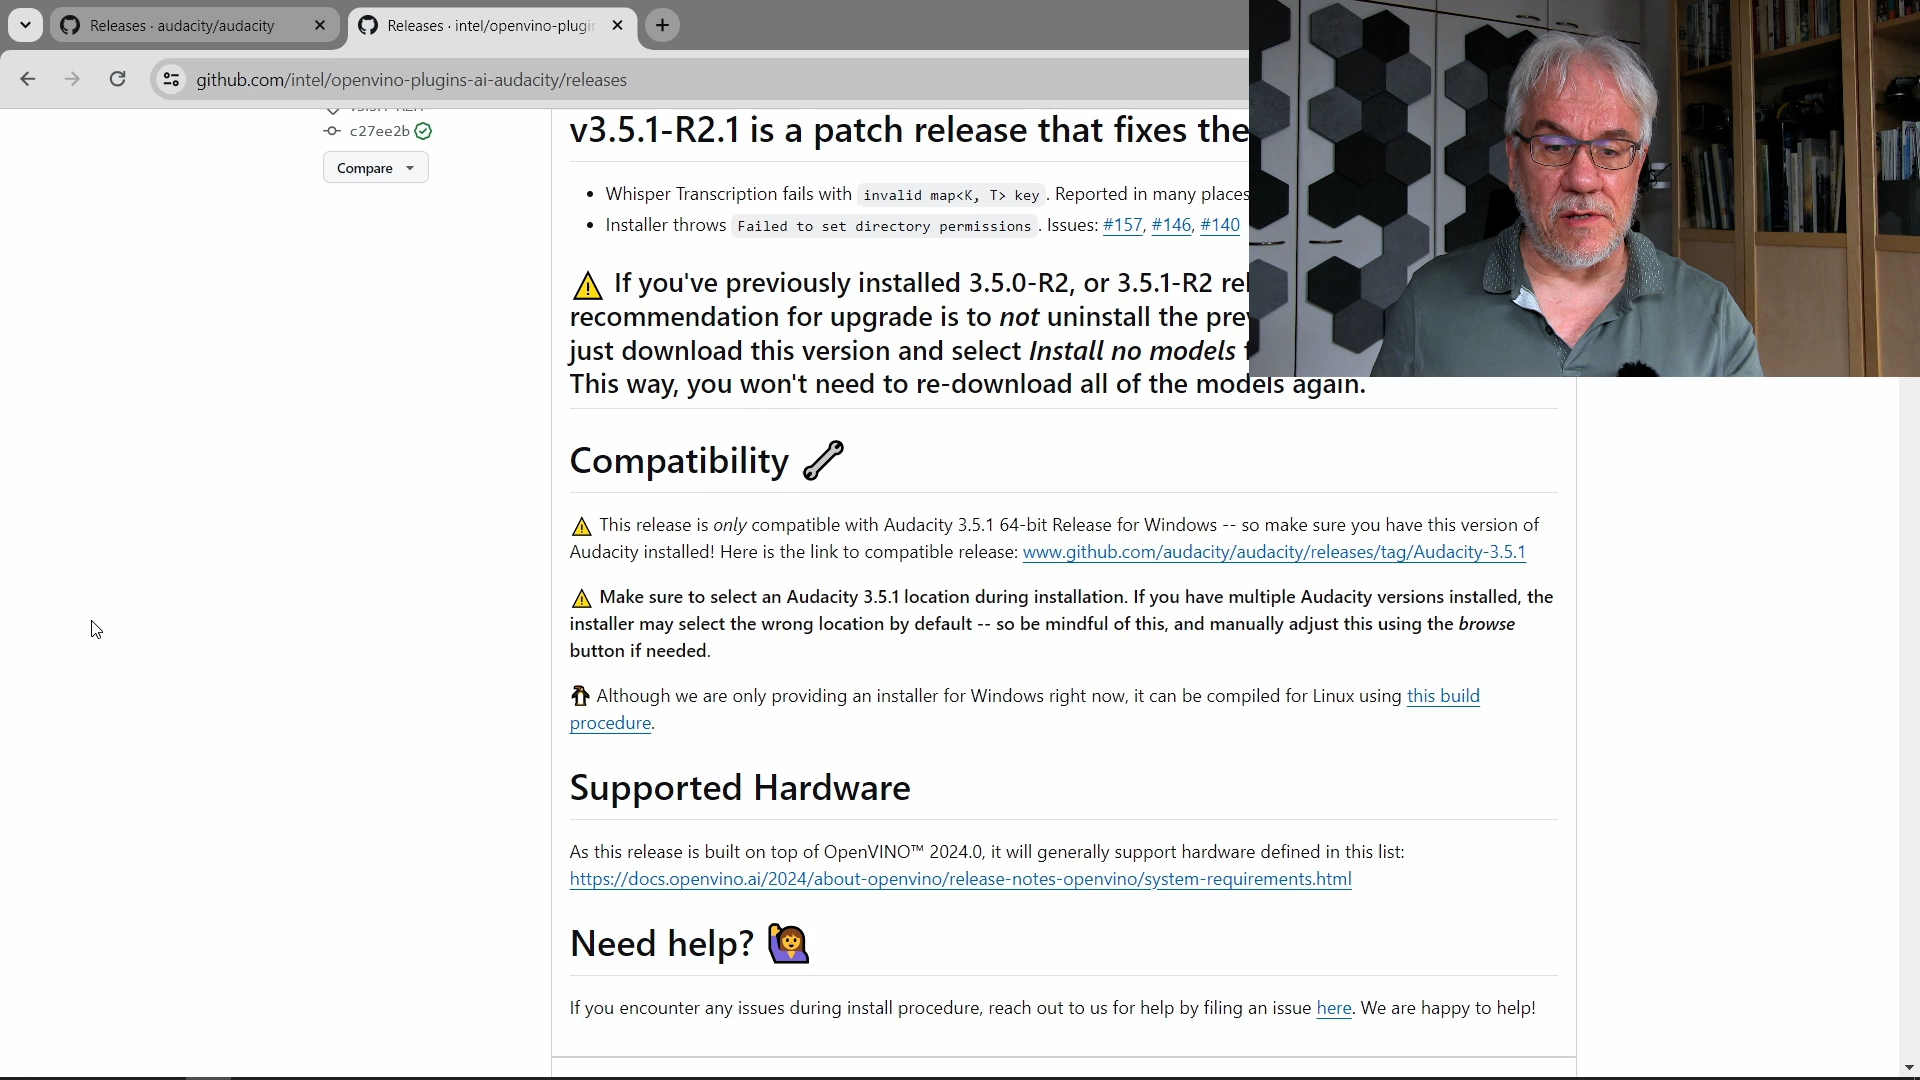 Releases · audacity/audacity
Releases · intel/openvino-plugin
github.com/intel/openvino-plugins-ai-audacity/releases
c27ee2b
Compare
v3.5.1-R2.1 is a patch release that fixes the
Whisper Transcription fails with invalid map<K, T> key. Reported in many places
Installer throws Failed to set directory permissions. Issues: #157, #146, #140
⚠️ If you've previously installed 3.5.0-R2, or 3.5.1-R2
recommendation for upgrade is to not uninstall the
just download this version and select Install no models
This way, you won't need to re-download all of the models again.
Compatibility 🔧
⚠️ This release is only compatible with Audacity 3.5.1 64-bit Release for Windows -- so make sure you have this version of
Audacity installed! Here is the link to compatible release: www.github.com/audacity/audacity/releases/tag/Audacity-3.5.1
⚠️ Make sure to select an Audacity 3.5.1 location during installation. If you have multiple Audacity versions installed, the
installer may select the wrong location by default -- so be mindful of this, and manually adjust this using the browse
button if needed.
🐧 Although we are only providing an installer for Windows right now, it can be compiled for Linux using this build
procedure.
Supported Hardware
As this release is built on top of OpenVINO™ 2024.0, it will generally support hardware defined in this list:
https://docs.openvino.ai/2024/about-openvino/release-notes-openvino/system-requirements.html
Need help? 🙋
If you encounter any issues during install procedure, reach out to us for help by filing an issue here. We are happy to help!